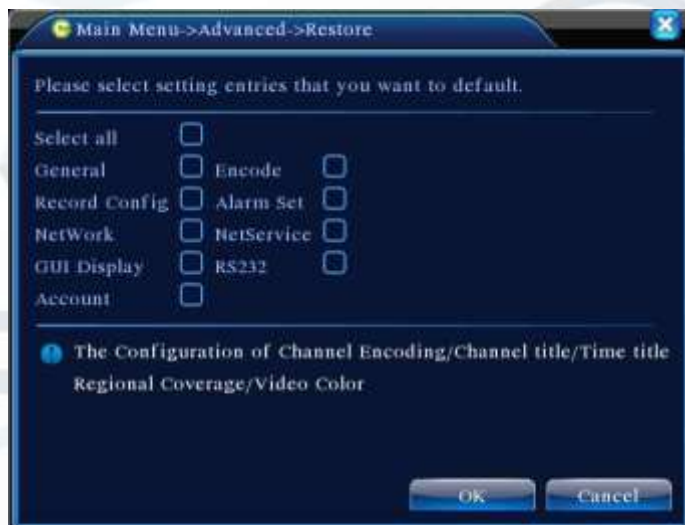 Main Menu->Advanced->Restore
Please select setting entries that you want to default.
Select all
General Encode
Record Config Alarm Set
NetWork NetService
GUI Display RS232
Account
The Configuration of Channel Encoding/Channel title/Time title
Regional Coverage/Video Color
OK Cancel